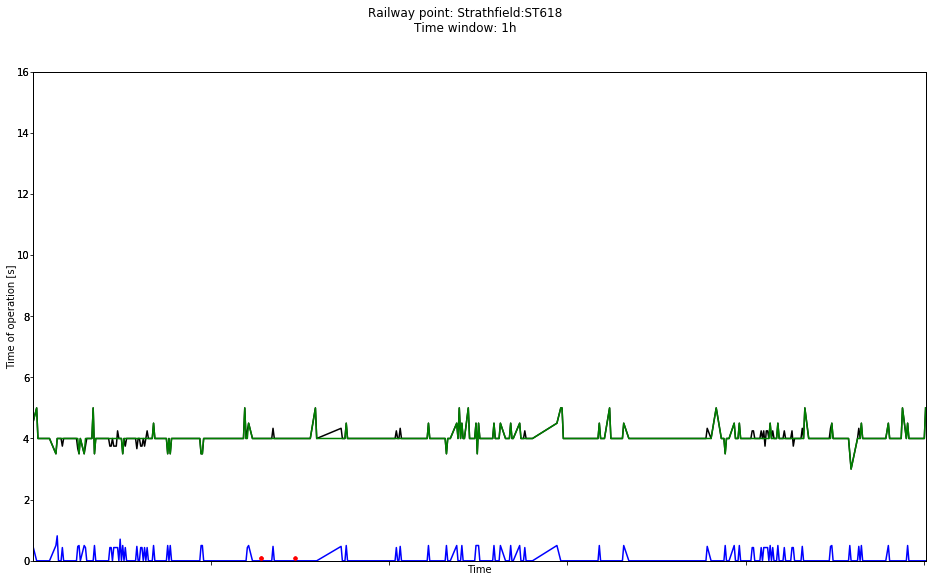 Railway point: Strathfield:ST618
Time window: 1h
16
14
12
10
8
6
4
2
0
Time of operation [s]
Time